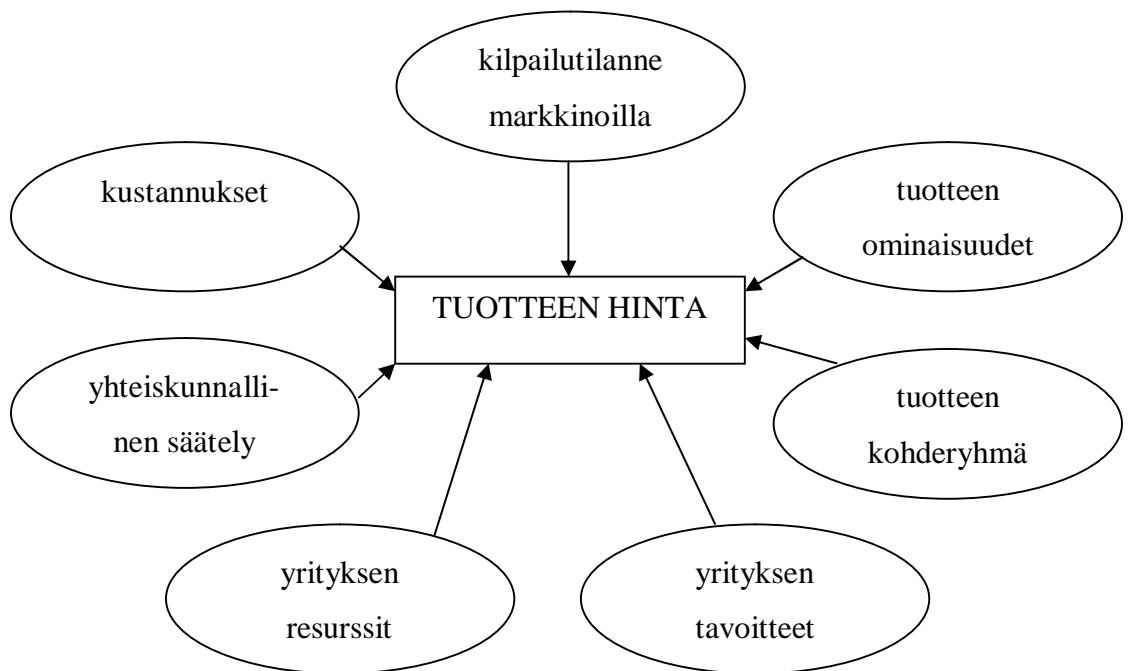 kilpailutilanne
markkinoilla
kustannukset
tuotteen
ominaisuudet
TUOTTEEN HINTA
yhteiskunnalli-
nen säätely
tuotteen
kohderyhmä
yrityksen
resurssit
yrityksen
tavoitteet